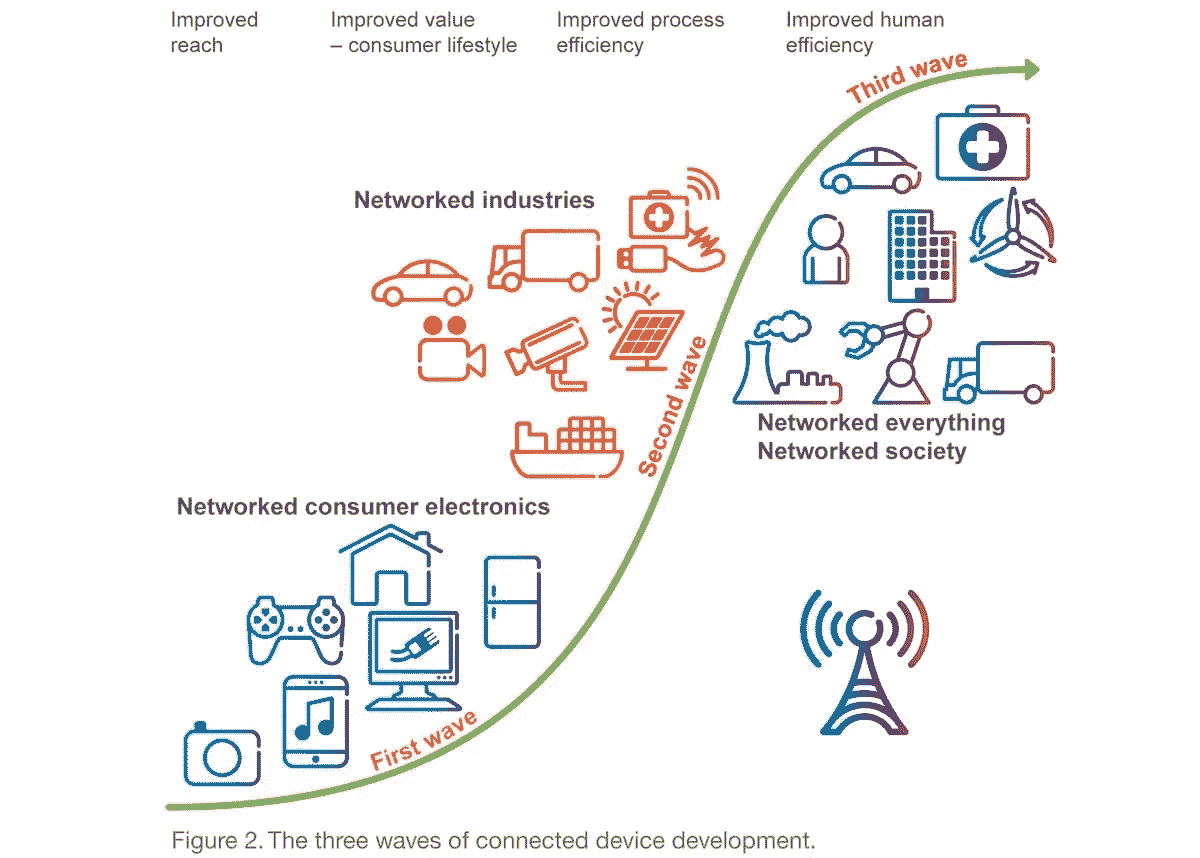 Improved
reach
Improved value
– consumer lifestyle
Improved process
efficiency
Improved human
efficiency
Third wave
Networked industries
Second wave
Networked everything
Networked society
Networked consumer electronics
First wave
Figure 2. The three waves of connected device development.